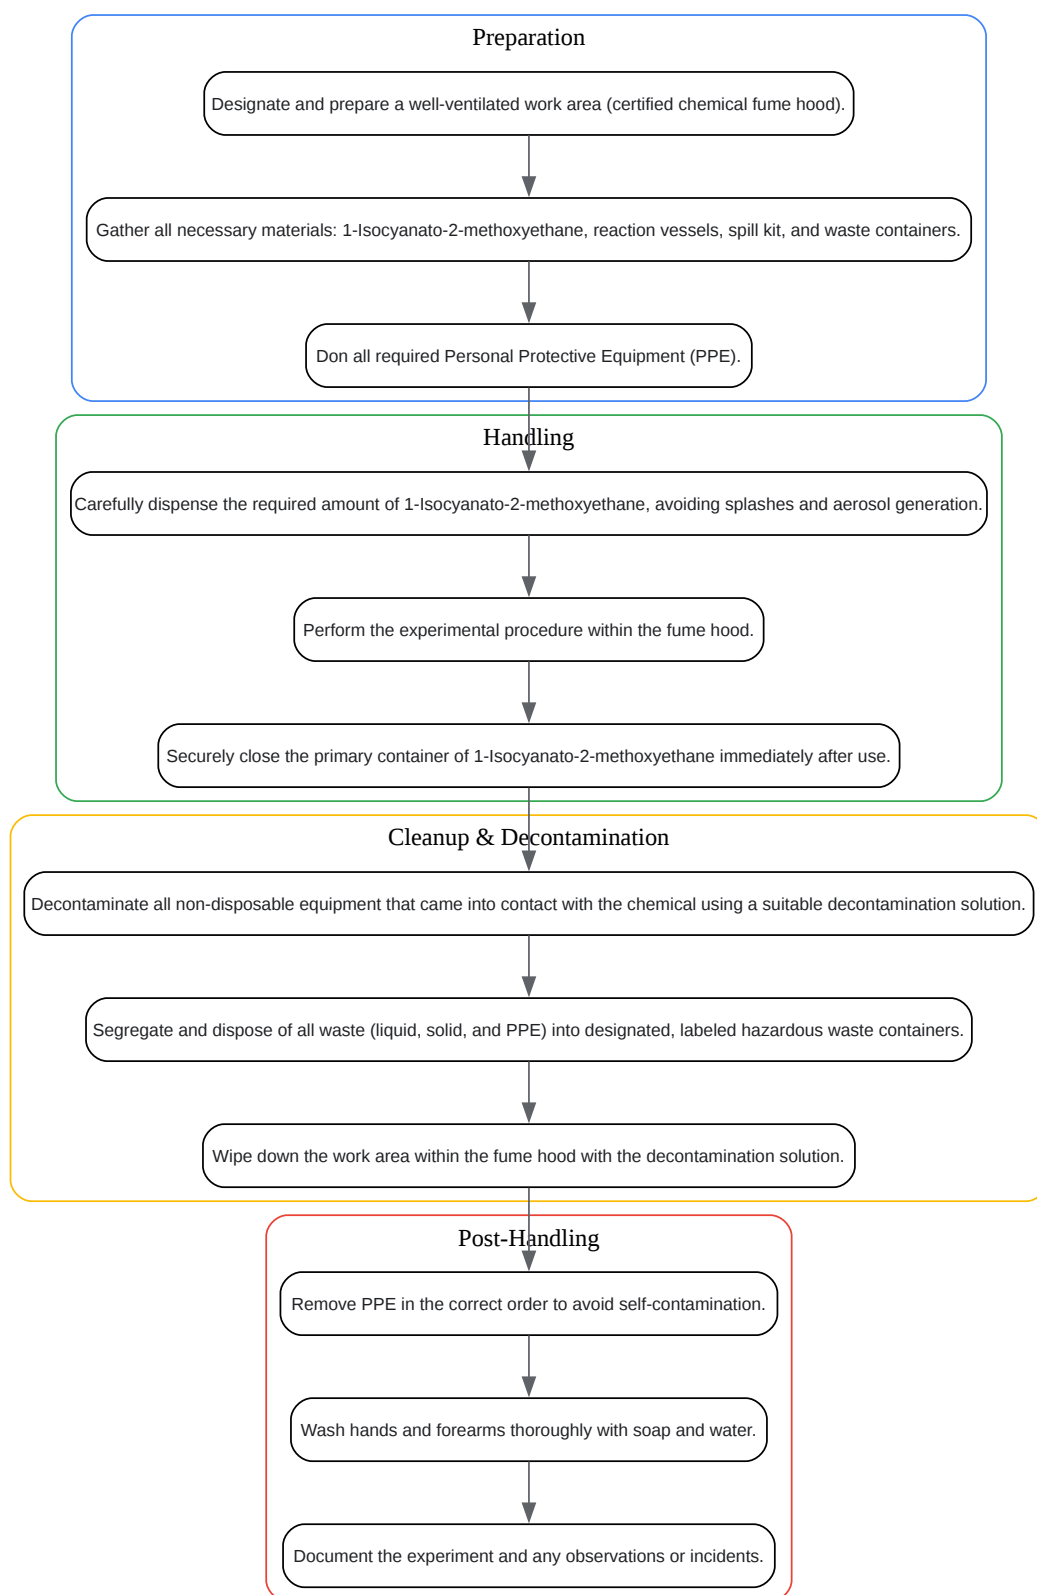 Preparation
Designate and prepare a well-ventilated work area (certified chemical fume hood).
Gather all necessary materials: 1-Isocyanato-2-methoxyethane, reaction vessels, spill kit, and waste containers.
Don all required Personal Protective Equipment (PPE).
Handling
Carefully dispense the required amount of 1-Isocyanato-2-methoxyethane, avoiding splashes and aerosol generation.
Perform the experimental procedure within the fume hood.
Securely close the primary container of 1-Isocyanato-2-methoxyethane immediately after use.
Cleanup & Decontamination
Decontaminate all non-disposable equipment that came into contact with the chemical using a suitable decontamination solution.
Segregate and dispose of all waste (liquid, solid, and PPE) into designated, labeled hazardous waste containers.
Wipe down the work area within the fume hood with the decontamination solution.
Post-Handling
Remove PPE in the correct order to avoid self-contamination.
Wash hands and forearms thoroughly with soap and water.
Document the experiment and any observations or incidents.